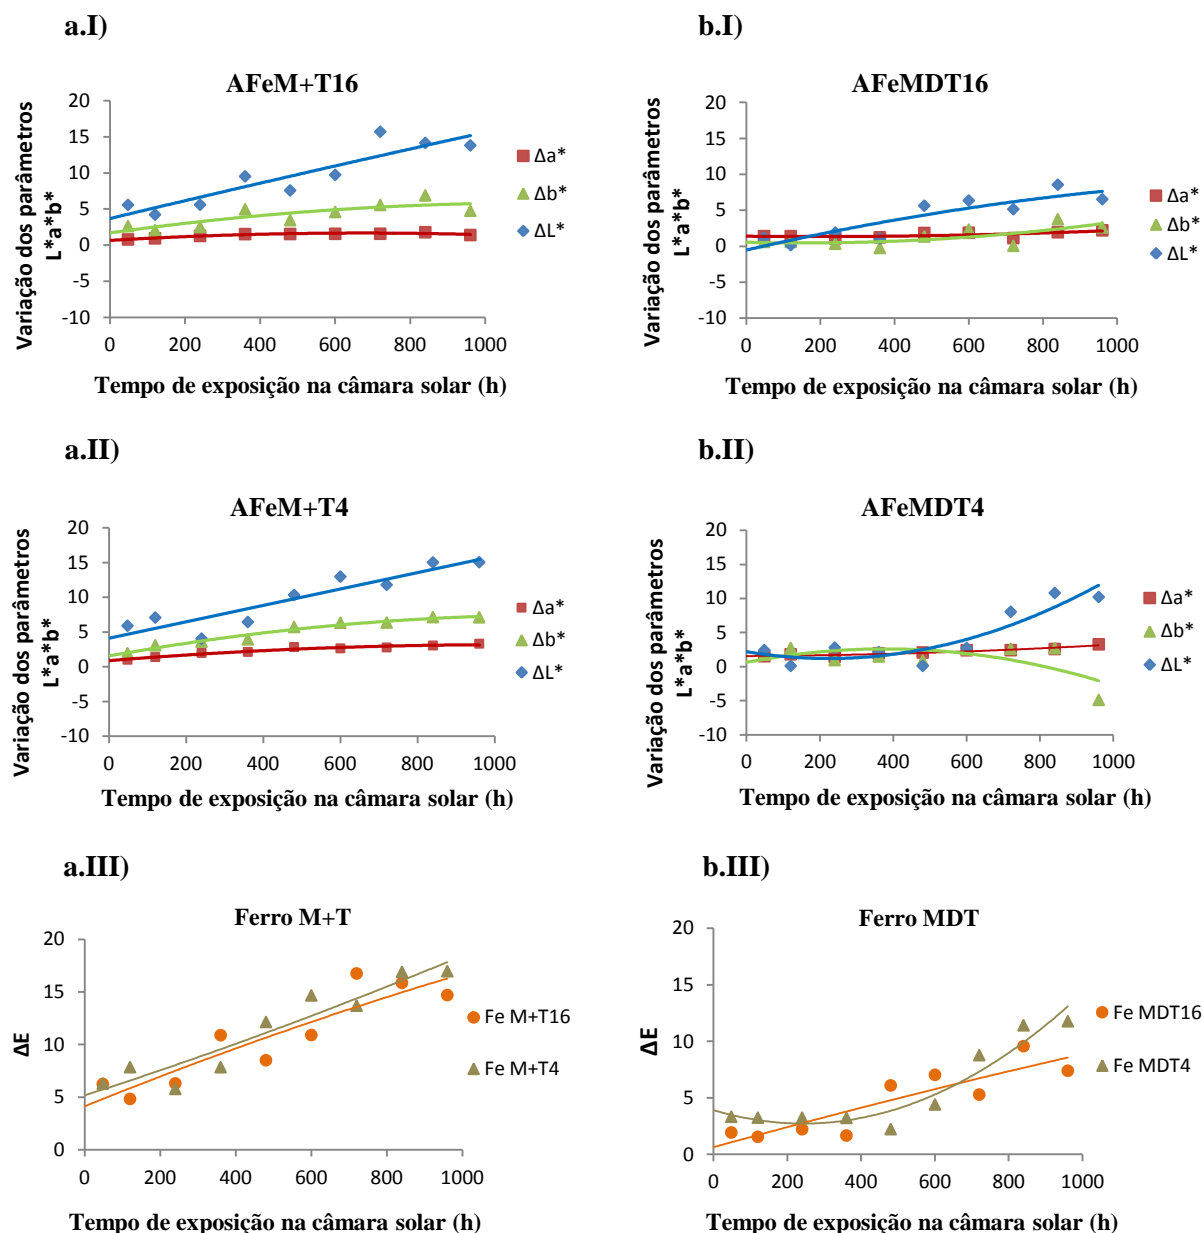 a.I)
AFeM+T16
Variação dos parâmetros
L*a*b*
20
15
10
5
0
-5
-10
0 200 400 600 800 1000
Tempo de exposição na câmara solar (h)
Δa*
Δb*
ΔL*
b.I)
AFeMDT16
Variação dos parâmetros
L*a*b*
20
15
10
5
0
-5
-10
0 200 400 600 800 1000
Tempo de exposição na câmara solar (h)
Δa*
Δb*
ΔL*
a.II)
AFeM+T4
Variação dos parâmetros
L*a*b*
20
15
10
5
0
-5
-10
0 200 400 600 800 1000
Tempo de exposição na câmara solar (h)
Δa*
Δb*
ΔL*
b.II)
AFeMDT4
Variação dos parâmetros
L*a*b*
20
15
10
5
0
-5
-10
0 200 400 600 800 1000
Tempo de exposição na câmara solar (h)
Δa*
Δb*
ΔL*
a.III)
Ferro M+T
ΔE
20
15
10
5
0
0 200 400 600 800 1000
Tempo de exposição na câmara solar (h)
Fe M+T16
Fe M+T4
b.III)
Ferro MDT
ΔE
20
15
10
5
0
0 200 400 600 800 1000
Tempo de exposição na câmara solar (h)
Fe MDT16
Fe MDT4